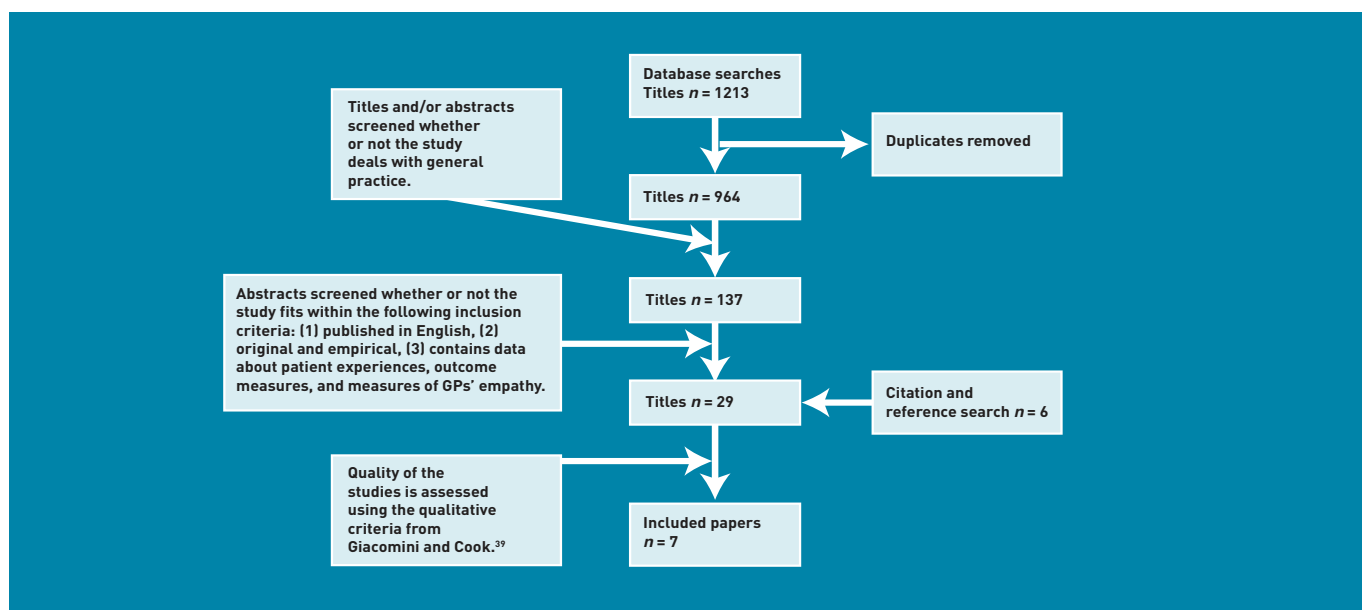 Database searches
Titles n = 1213
Titles and/or abstracts
screened whether
or not the study
deals with general
practice.
Duplicates removed
Titles n = 964
Titles n = 137
Abstracts screened whether or not the
study fits within the following inclusion
criteria: (1) published in English, (2)
original and empirical, (3) contains data
about patient experiences, outcome
measures, and measures of GPs’ empathy.
Titles n = 29
Citation and
reference search n = 6
Quality of the
studies is assessed
using the qualitative
criteria from
Giacomini and Cook.³⁹
Included papers
n = 7